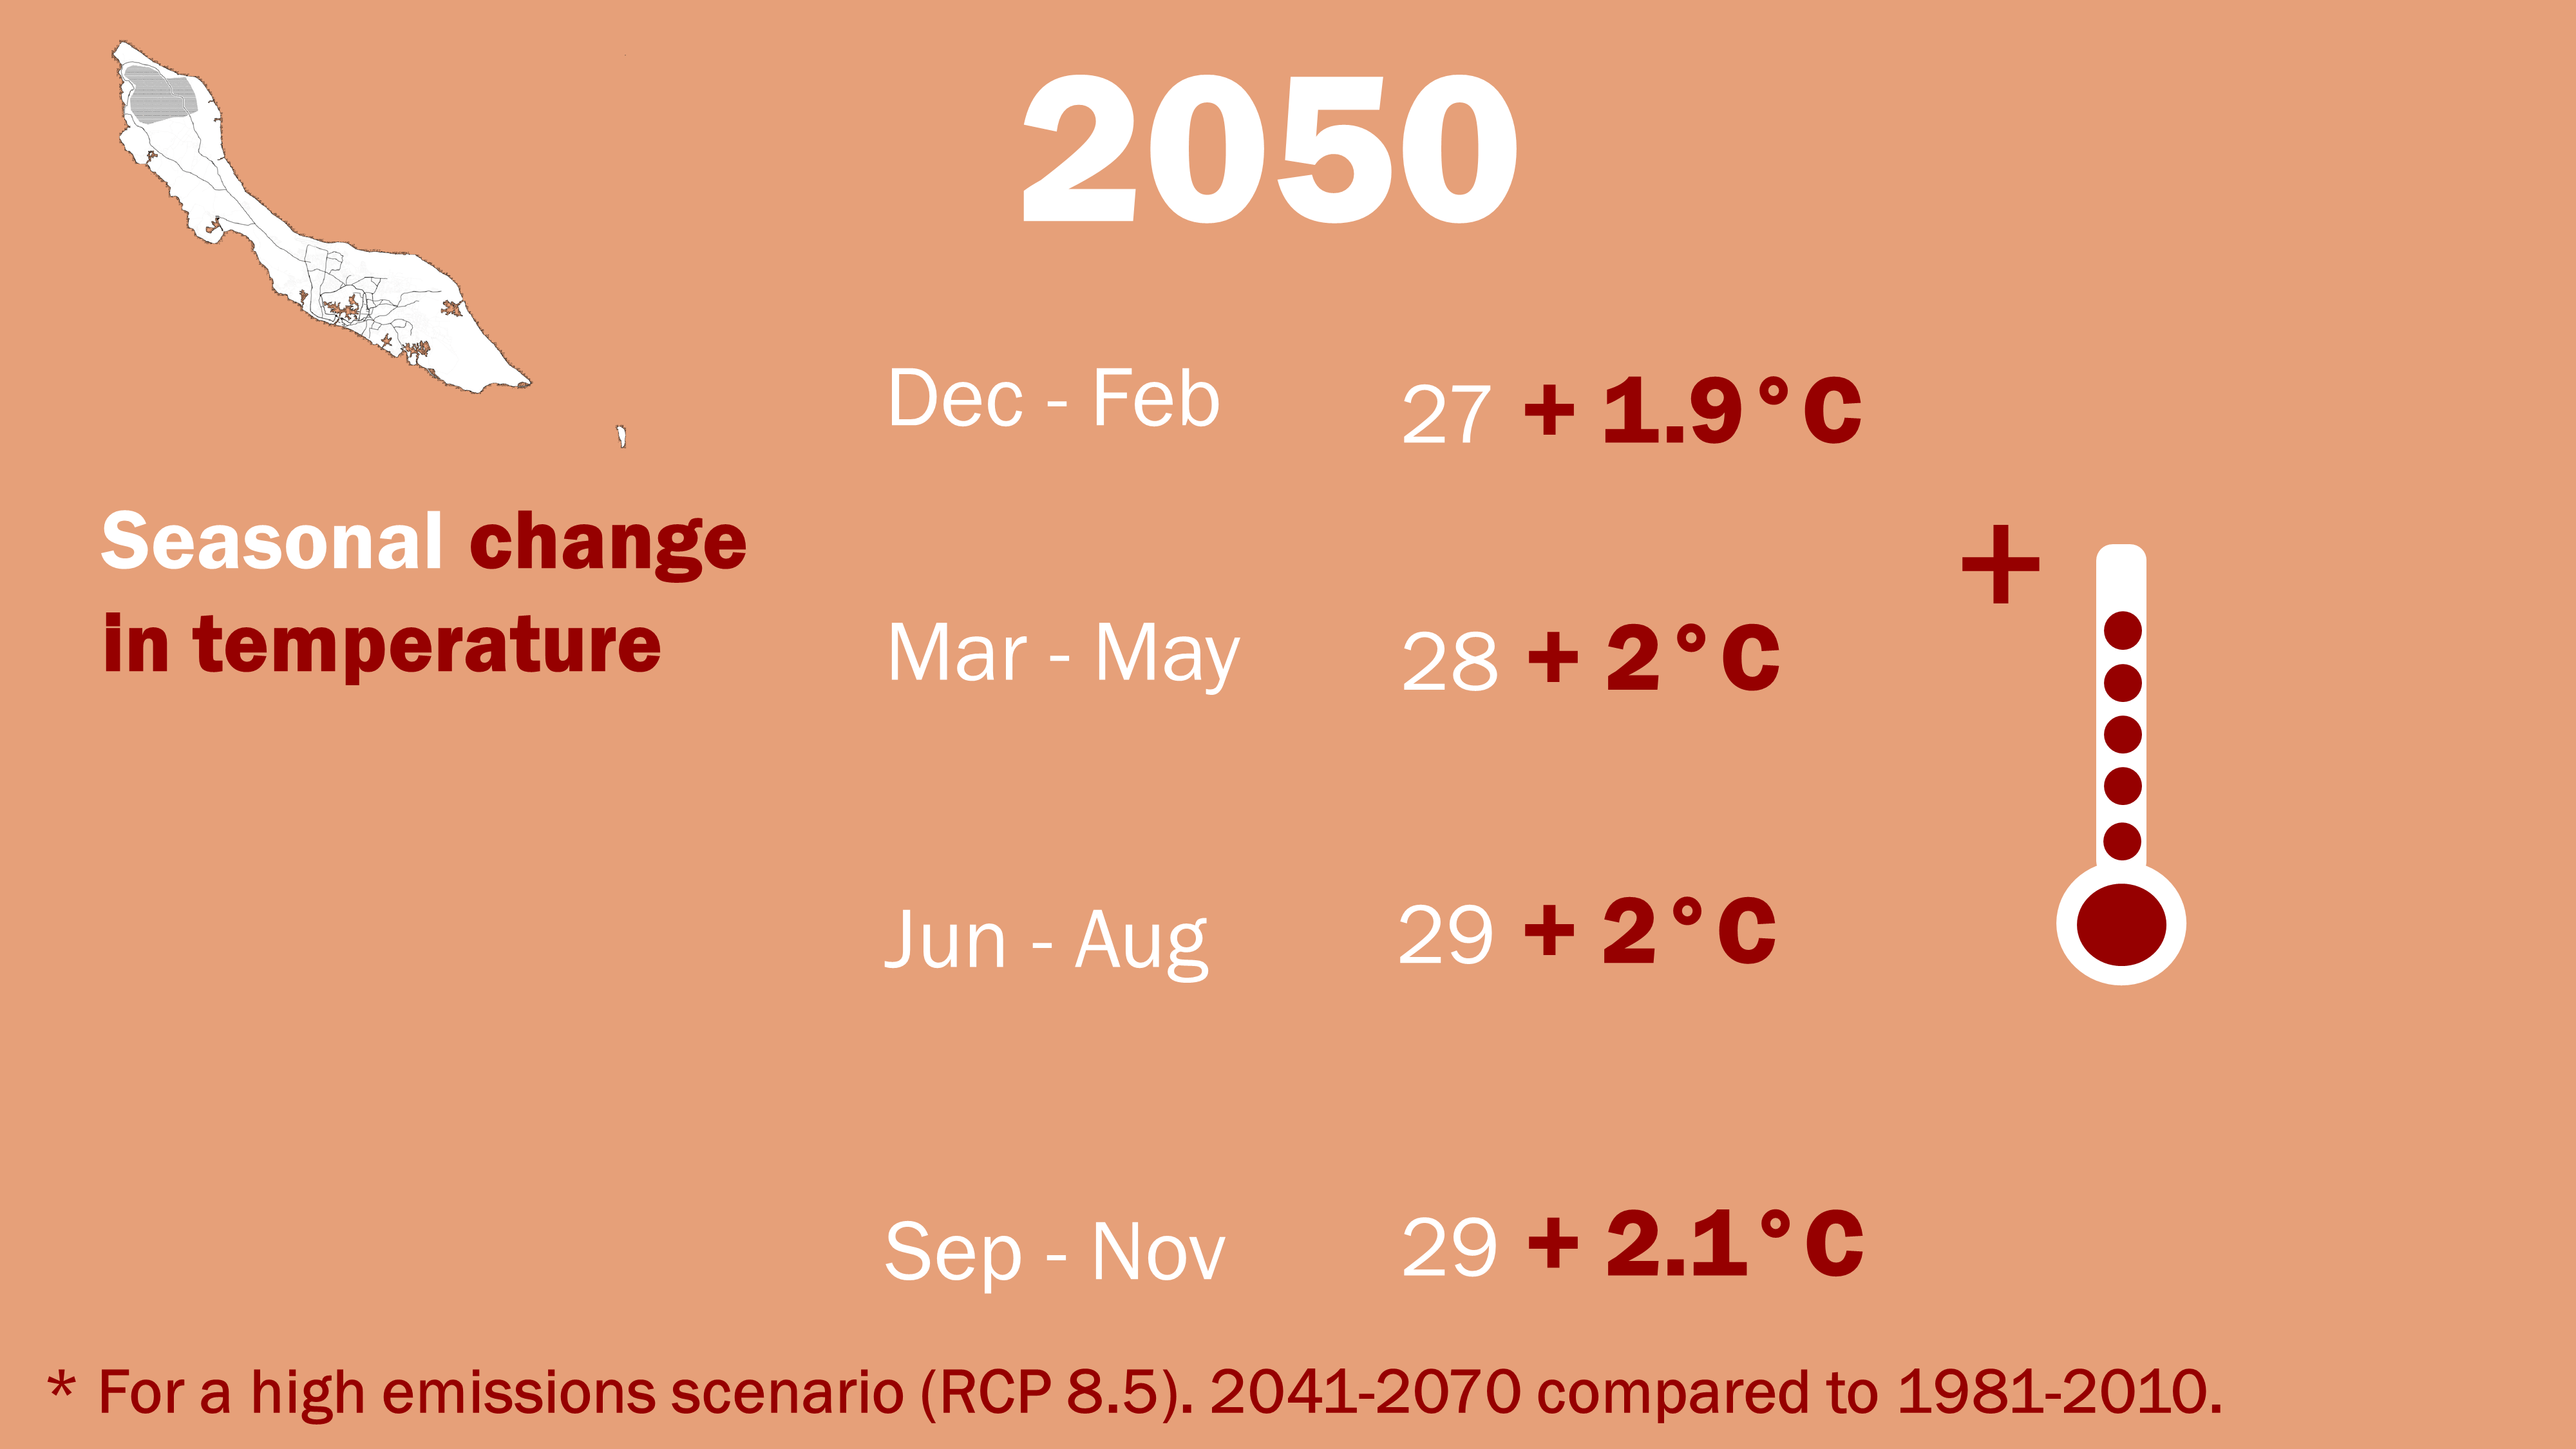 2050
Seasonal change
in temperature
Dec - Feb 27 + 1.9°C
Mar - May 28 + 2°C
Jun - Aug 29 + 2°C
Sep - Nov 29 + 2.1°C
+
* For a high emissions scenario (RCP 8.5). 2041-2070 compared to 1981-2010.